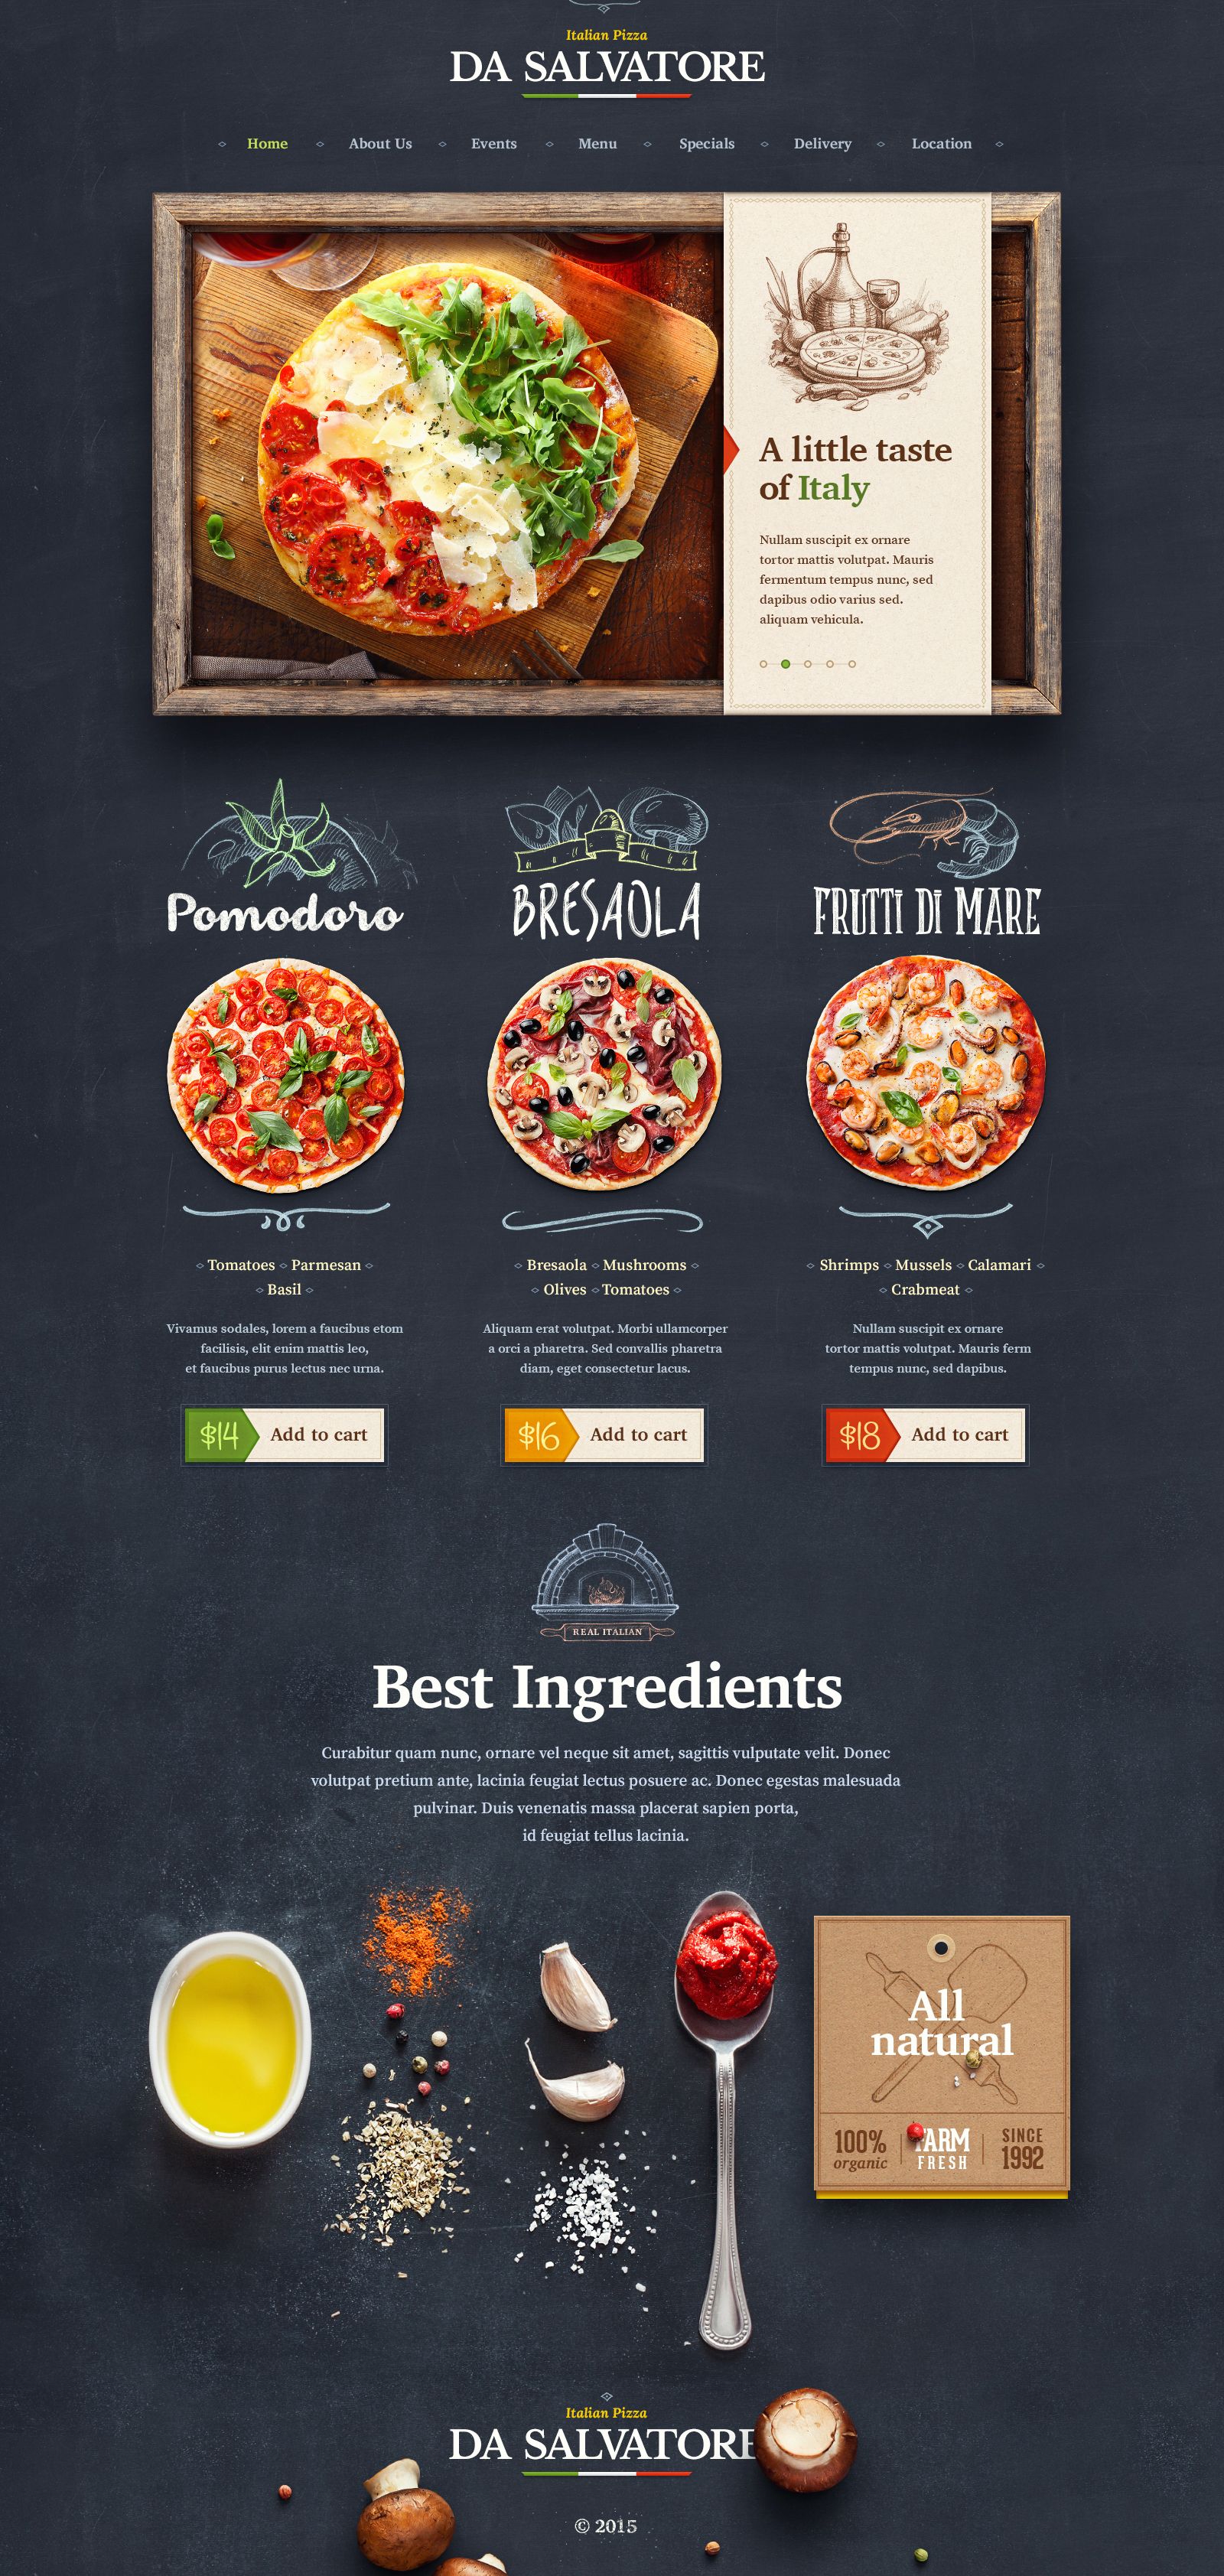 Italian Pizza
DA SALVATORE
Home About Us Events Menu Specials Delivery Location
A little taste
of Italy
Nullam suscipit ex ornare
tortor mattis volutpat. Mauris
fermentum tempus nunc, sed
dapibus odio varius sed.
aliquam vehicula.
Pomodoro
Tomatoes Parmesan
Basil
Vivamus sodales, lorem a faucibus etom
facilisis, elit enim mattis leo,
et faucibus purus lectus nec urna.
$14 Add to cart
BRESAOLA
Bresaola Mushrooms
Olives Tomatoes
Aliquam erat volutpat. Morbi ullamcorper
a orci a pharetra. Sed convallis pharetra
diam, eget consectetur lacus.
$16 Add to cart
FRUTTI DI MARE
Shrimps Mussels Calamari
Crabmeat
Nullam suscipit ex ornare
tortor mattis volutpat. Mauris ferm
tempus nunc, sed dapibus.
$18 Add to cart
REAL ITALIAN
Best Ingredients
Curabitur quam nunc, ornare vel neque sit amet, sagittis vulputate velit. Donec
volutpat pretium ante, lacinia feugiat lectus posuere ac. Donec egestas malesuada
pulvinar. Duis venenatis massa placerat sapien porta,
id feugiat tellus lacinia.
All
natural
100%
organic
FARM
FRESH
SINCE
1992
Italian Pizza
DA SALVATORE
© 2015